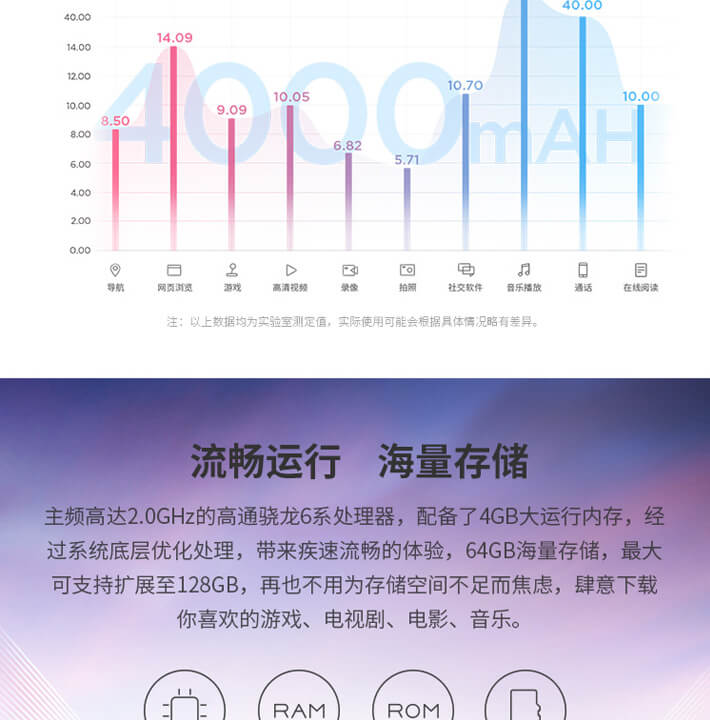 40.00
40.00
14.09
14.00
12.00
10.70
10.05
10.00
10.00
9.09
8.50
8.00
6.82
6.00
5.71
4.00
2.00
0.00
4000mAH
导航 网页浏览 游戏 高清视频 录像 拍照 社交软件 音乐播放 通话 在线阅读
注：以上数据均为实验室测定值，实际使用可能会根据具体情况略有差异。
流畅运行 海量存储
主频高达2.0GHz的高通骁龙6系处理器，配备了4GB大运行内存，经
过系统底层优化处理，带来疾速流畅的体验，64GB海量存储，最大
可支持扩展至128GB，再也不用为存储空间不足而焦虑，肆意下载
你喜欢的游戏、电视剧、电影、音乐。
RAM ROM